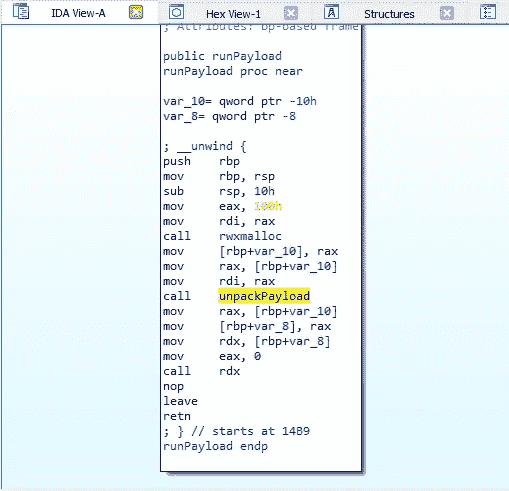 IDA View-A Hex View-1 Structures
; Attributes: bp-based frame
public runPayload
runPayload proc near
var_10= qword ptr -10h
var_8= qword ptr -8
; __unwind {
push rbp
mov rbp, rsp
sub rsp, 10h
mov eax, 100h
mov rdi, rax
call rwxmalloc
mov [rbp+var_10], rax
mov rax, [rbp+var_10]
mov rdi, rax
call unpackPayload
mov rax, [rbp+var_10]
mov [rbp+var_8], rax
mov rdx, [rbp+var_8]
mov eax, 0
call rdx
nop
leave
retn
; } // starts at 14B9
runPayload endp